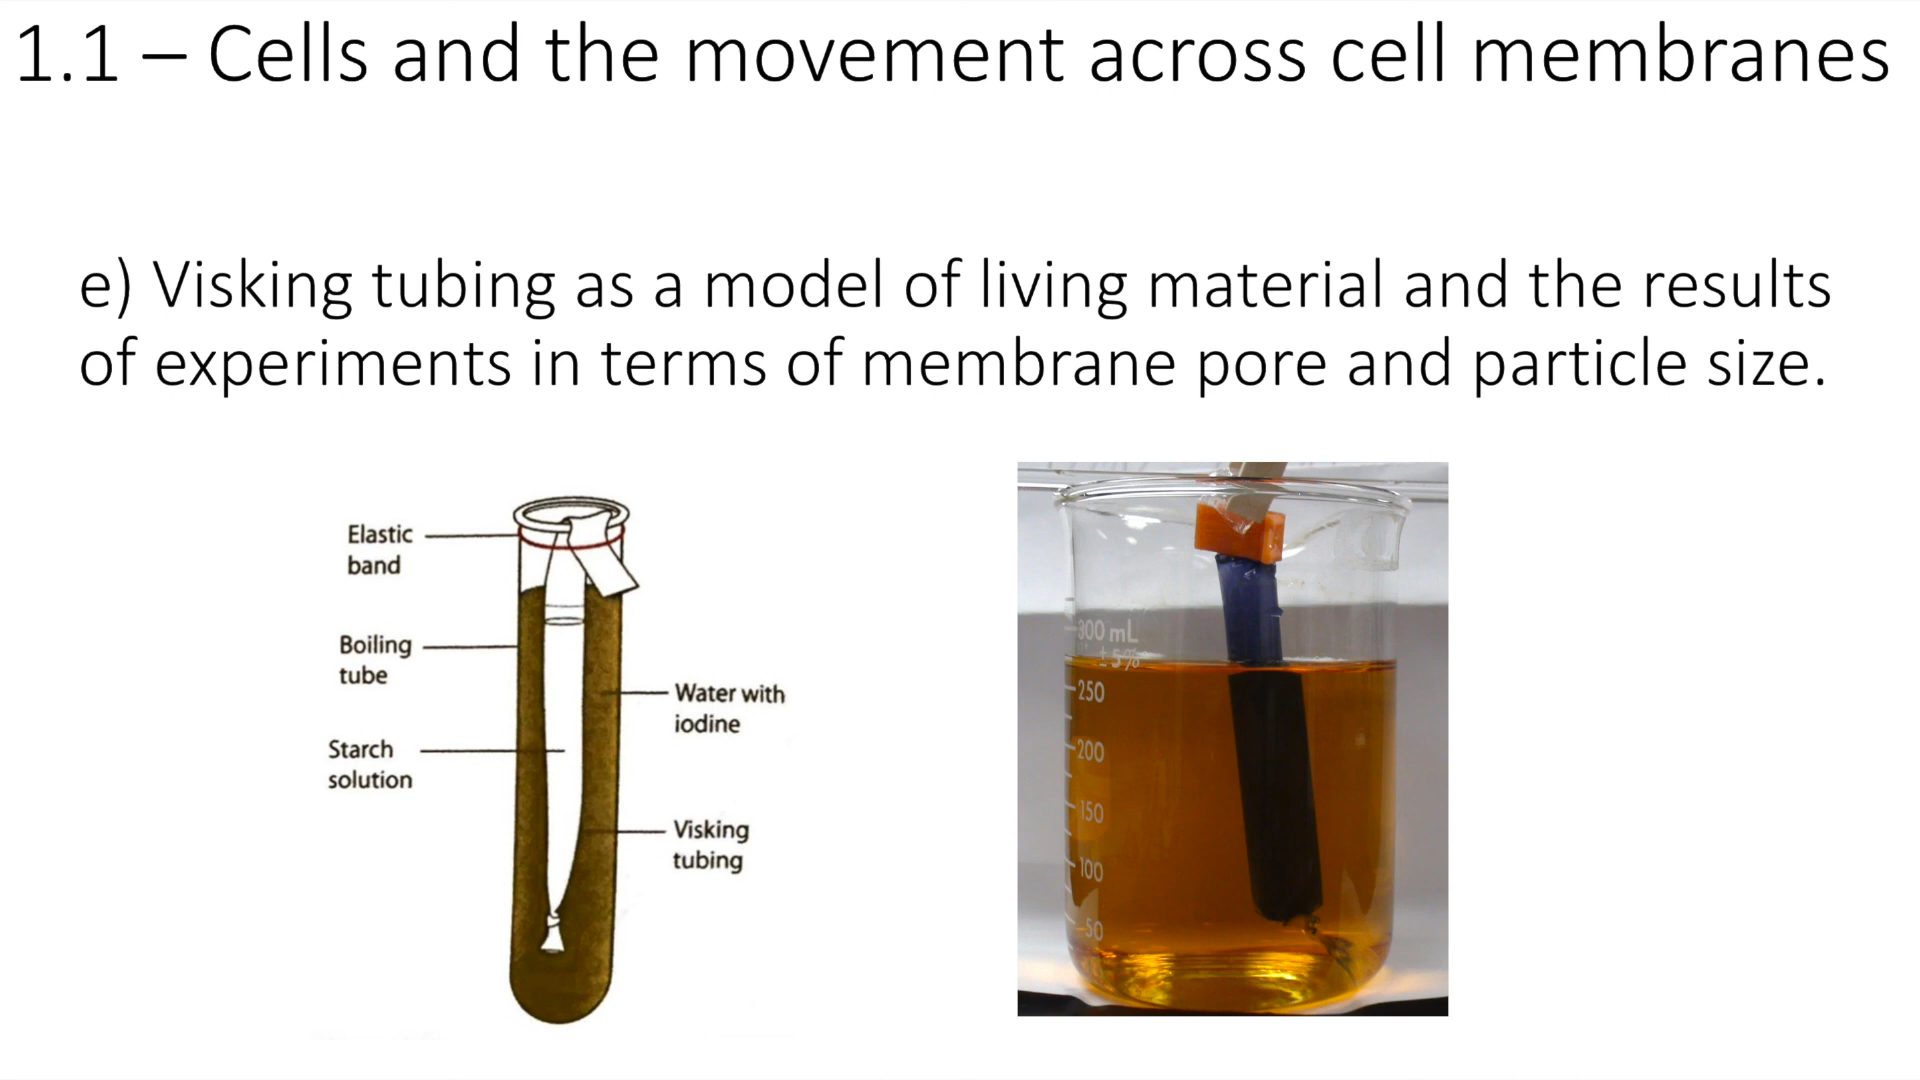 1.1 – Cells and the movement across cell membranes
e) Visking tubing as a model of living material and the results
of experiments in terms of membrane pore and particle size.
Elastic
band
Boiling
tube
Starch
solution
Water with
iodine
Visking
tubing
300 mL
± 5%
250
200
150
100
50